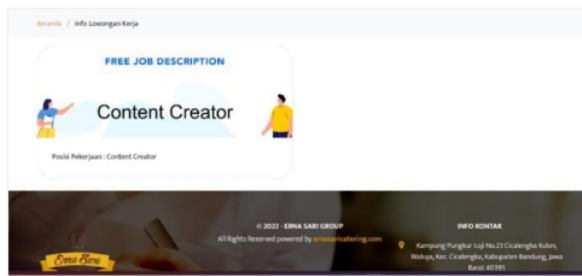 Beranda / Info Lowongan Kerja
FREE JOB DESCRIPTION
Content Creator
Posisi Pekerjaan : Content Creator
© 2022 - ERNA SARI GROUP
All Rights Reserved powered by ernasaricatering.com
INFO KONTAK
Kampung Pungkur Loji No.23 Cicalengka Kulon,
Waluya, Kec. Cicalengka, Kabupaten Bandung, Jawa
Barat 40395
Erna Sari